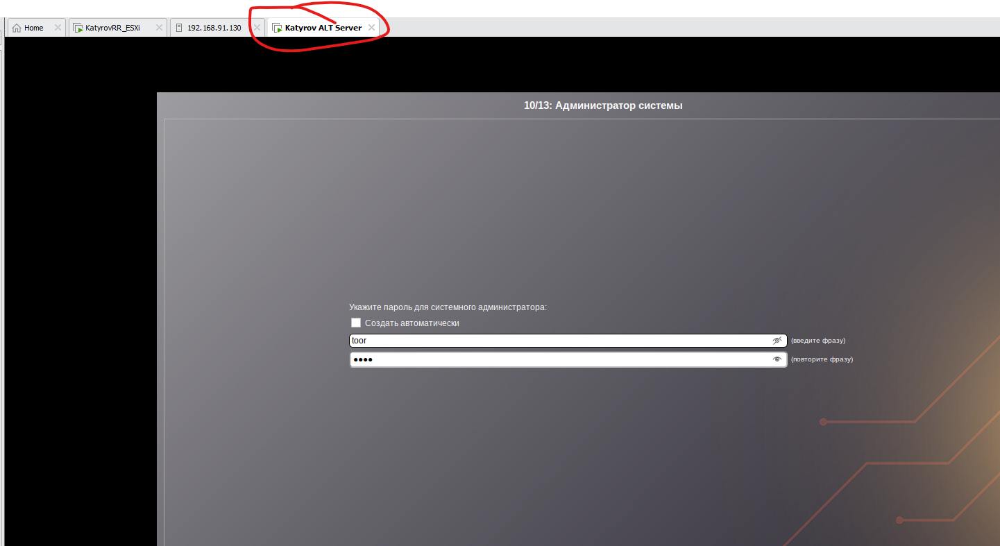 Home KatyrovRR_ESXi 192.168.91.130 Katyrov ALT Server
10/13: Администратор системы
Укажите пароль для системного администратора:
Создать автоматически
toor (введите фразу)
•••• (повторите фразу)